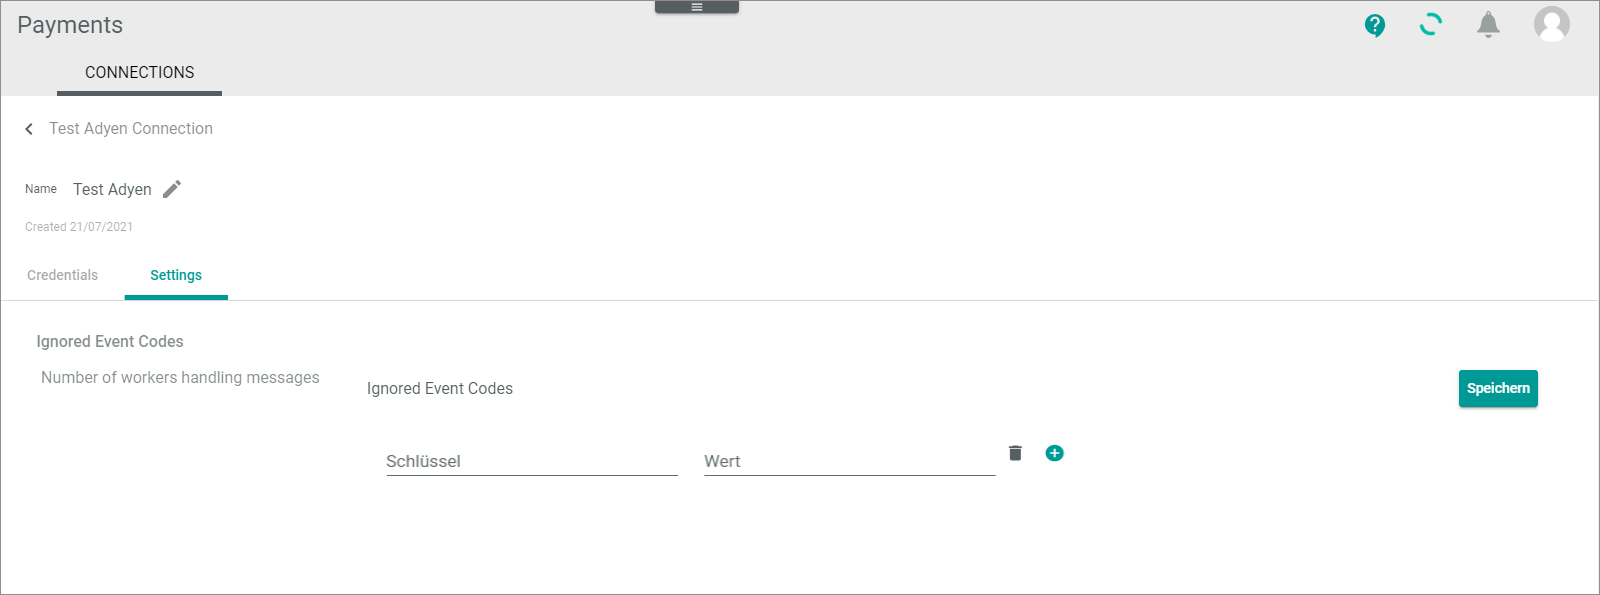 Payments
CONNECTIONS
Test Adyen Connection
Name Test Adyen
Created 21/07/2021
Credentials Settings
Ignored Event Codes
Number of workers handling messages
Ignored Event Codes
Speichern
Schlüssel Wert